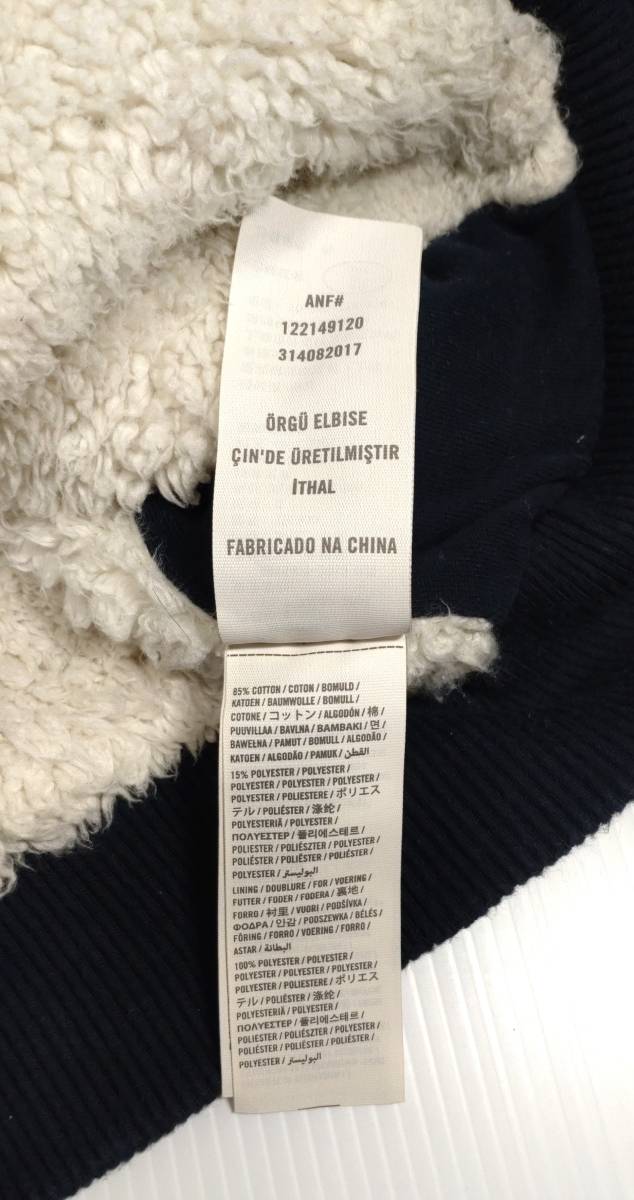 ANF#
122149120
314082017
ÖRGÜ ELBISE
ÇIN'DE ÜRETILMIŞTIR
İTHAL
FABRICADO NA CHINA
85% COTTON / COTON / BOMULD /
KATOEN / BAUMWOLLE / BOMULL /
COTONE / コットン / ALGODÓN / 棉 /
PUUVILLAA / BAVLNA / ΒΑΜΒΑΚΙ / 면 /
BAWEŁNA / PAMUT / BOMULL / ALGODÃO /
KATOEN / ALGODÃO / PAMUK / القطن
15% POLYESTER / POLYESTER /
POLYESTER / POLYESTER / POLYESTER /
POLYESTER / POLIESTERE / ポリエス
テル / POLIÉSTER / 涤纶 /
POLYESTERIÄ / POLYESTER /
ΠΟΛΥΕΣΤΕΡ / 폴리에스테르 /
POLIESTER / POLIÉSZTER / POLYESTER /
POLIÉSTER / POLIÉSTER / POLIÉSTER /
POLYESTER / البوليستر
LINING / DOUBLURE / FOR / VOERING /
FUTTER / FODER / FODERA / 裏地 /
FORRO / 衬里 / VUORI / PODŠÍVKA /
ΦΟΔΡΑ / 안감 / PODSZEWKA / BÉLÉS /
FÔRING / FORRO / VOERING / FORRO /
ASTAR / البطانة
100% POLYESTER / POLYESTER /
POLYESTER / POLYESTER / POLYESTER /
POLYESTER / POLIESTERE / ポリエス
テル / POLIÉSTER / 涤纶 /
POLYESTERIÄ / POLYESTER /
ΠΟΛΥΕΣΤΕΡ / 폴리에스테르 /
POLIESTER / POLIÉSZTER / POLYESTER /
POLIÉSTER / POLIÉSTER / POLIÉSTER /
POLYESTER / البوليستر